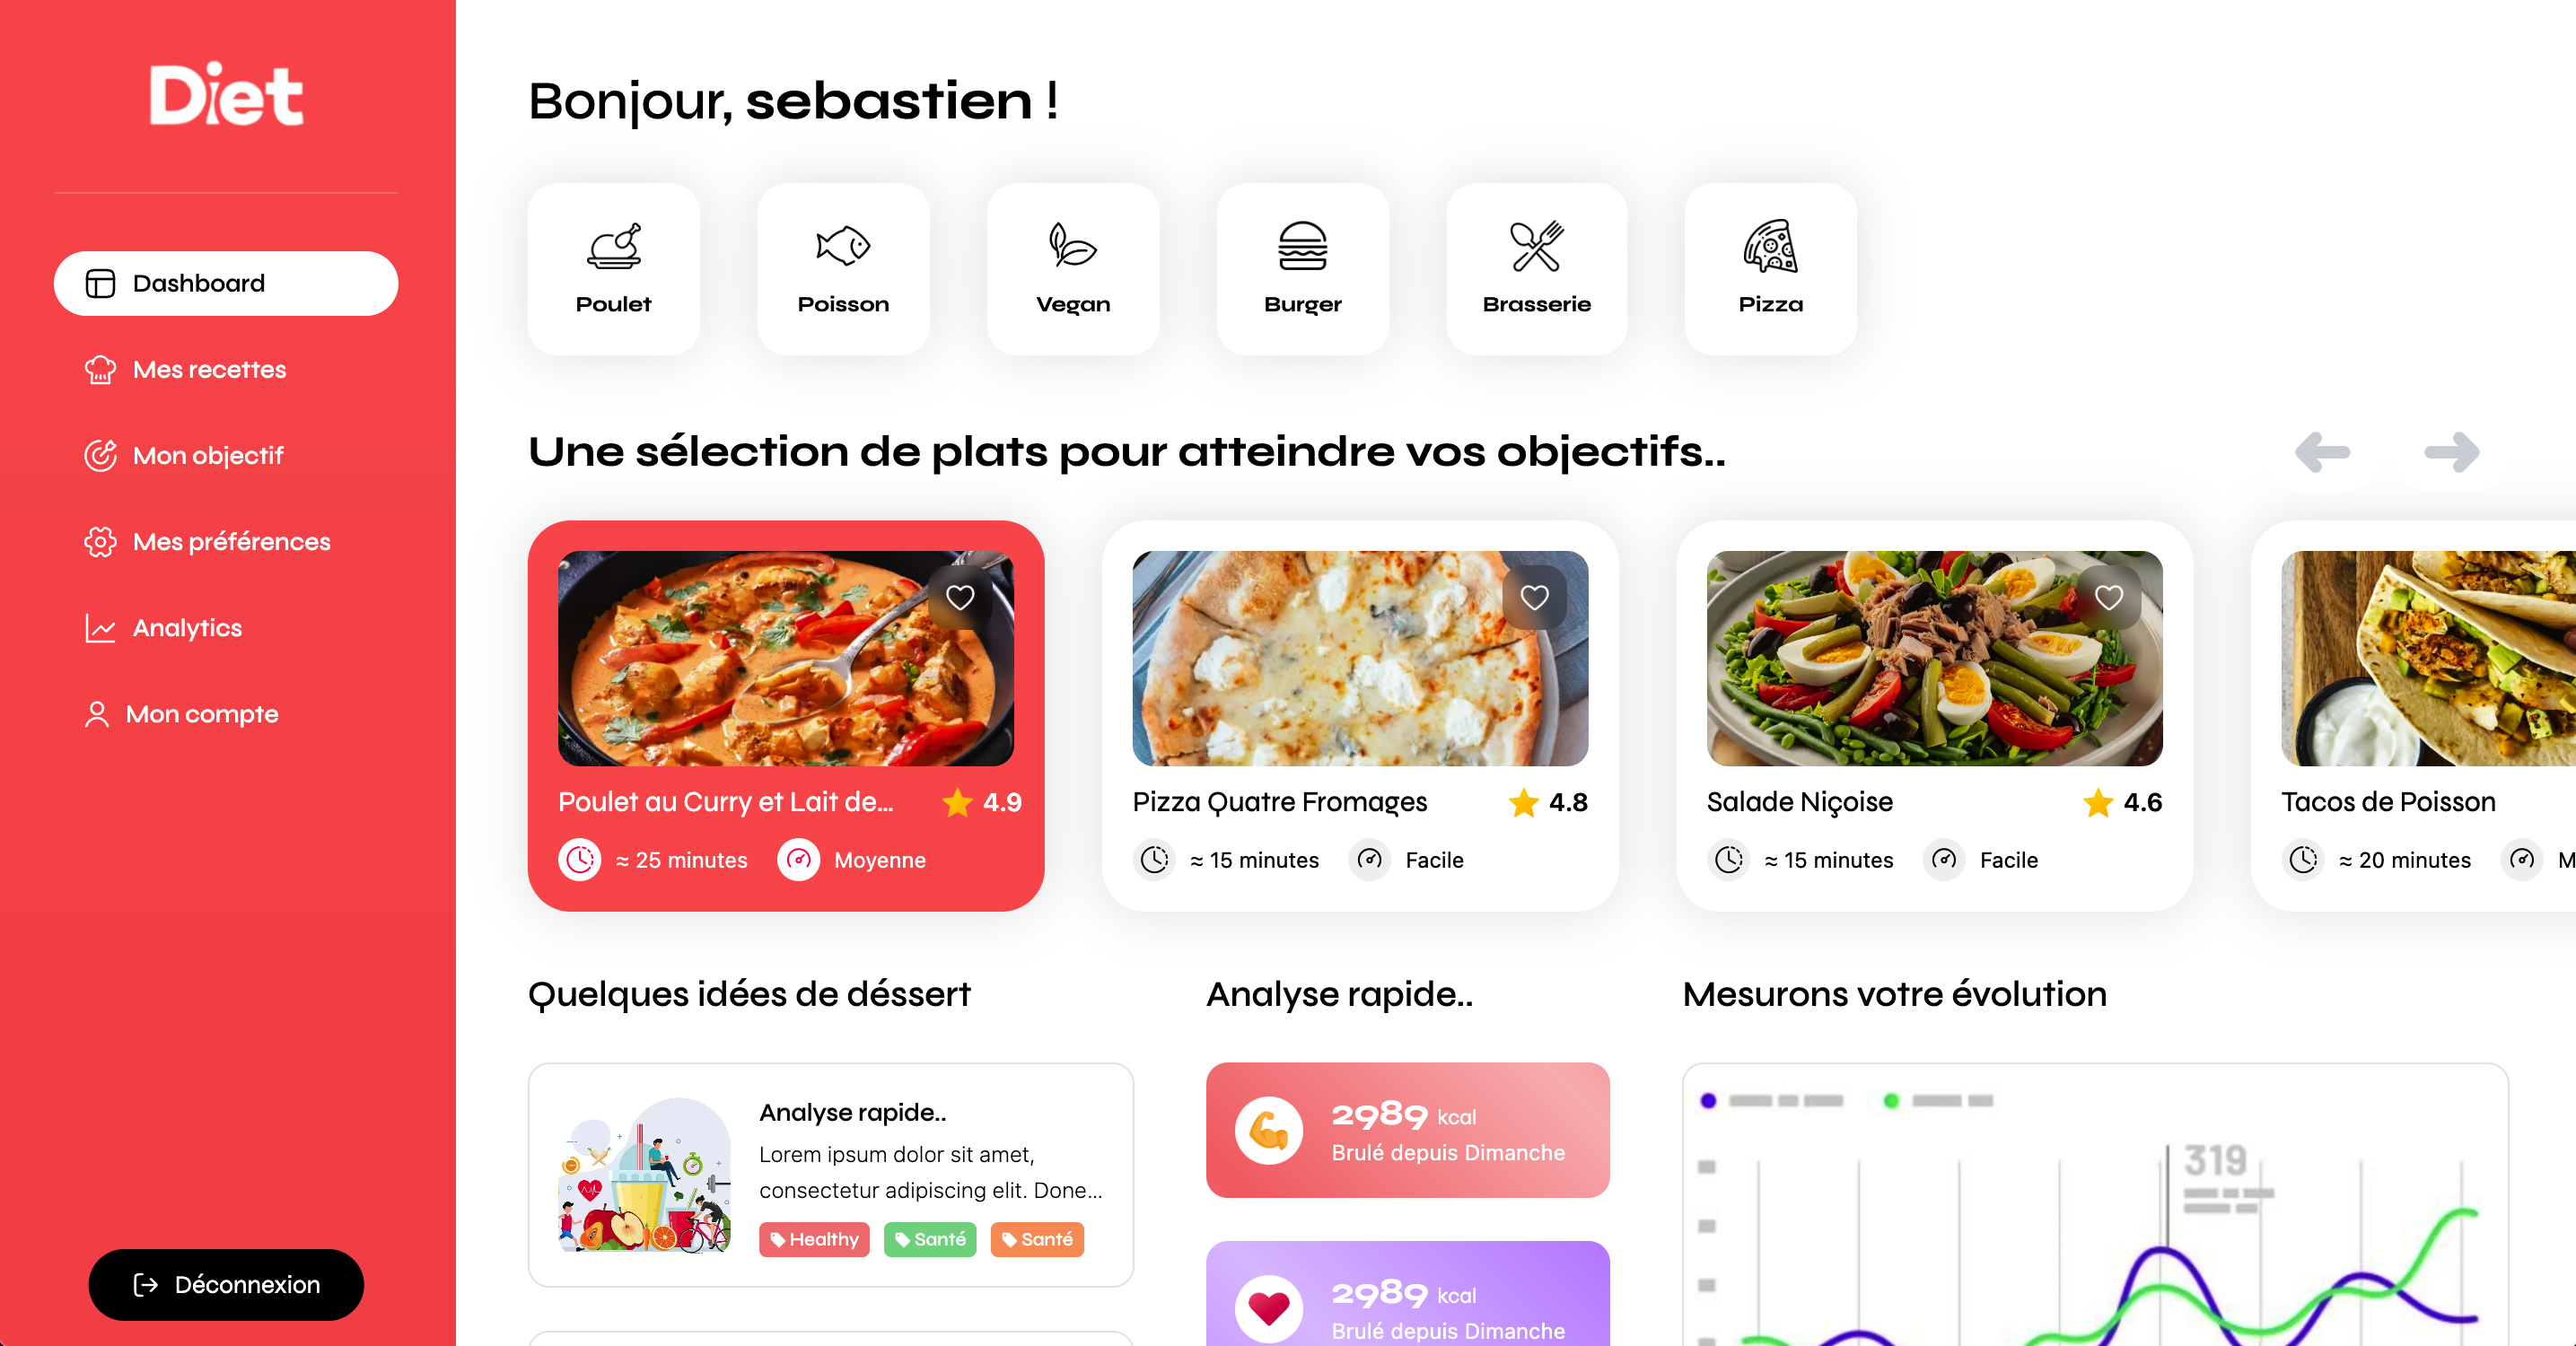 Diet
Dashboard
Mes recettes
Mon objectif
Mes préférences
Analytics
Mon compte
Déconnexion
Bonjour, sebastien !
Poulet
Poisson
Vegan
Burger
Brasserie
Pizza
Une sélection de plats pour atteindre vos objectifs..
Poulet au Curry et Lait de...
4.9
≈ 25 minutes
Moyenne
Pizza Quatre Fromages
4.8
≈ 15 minutes
Facile
Salade Niçoise
4.6
≈ 15 minutes
Facile
Tacos de Poisson
≈ 20 minutes
M
Quelques idées de déssert
Analyse rapide..
Lorem ipsum dolor sit amet,
consectetur adipiscing elit. Done...
Healthy
Santé
Santé
Analyse rapide..
2989 kcal
Brulé depuis Dimanche
2989 kcal
Brulé depuis Dimanche
Mesurons votre évolution
319